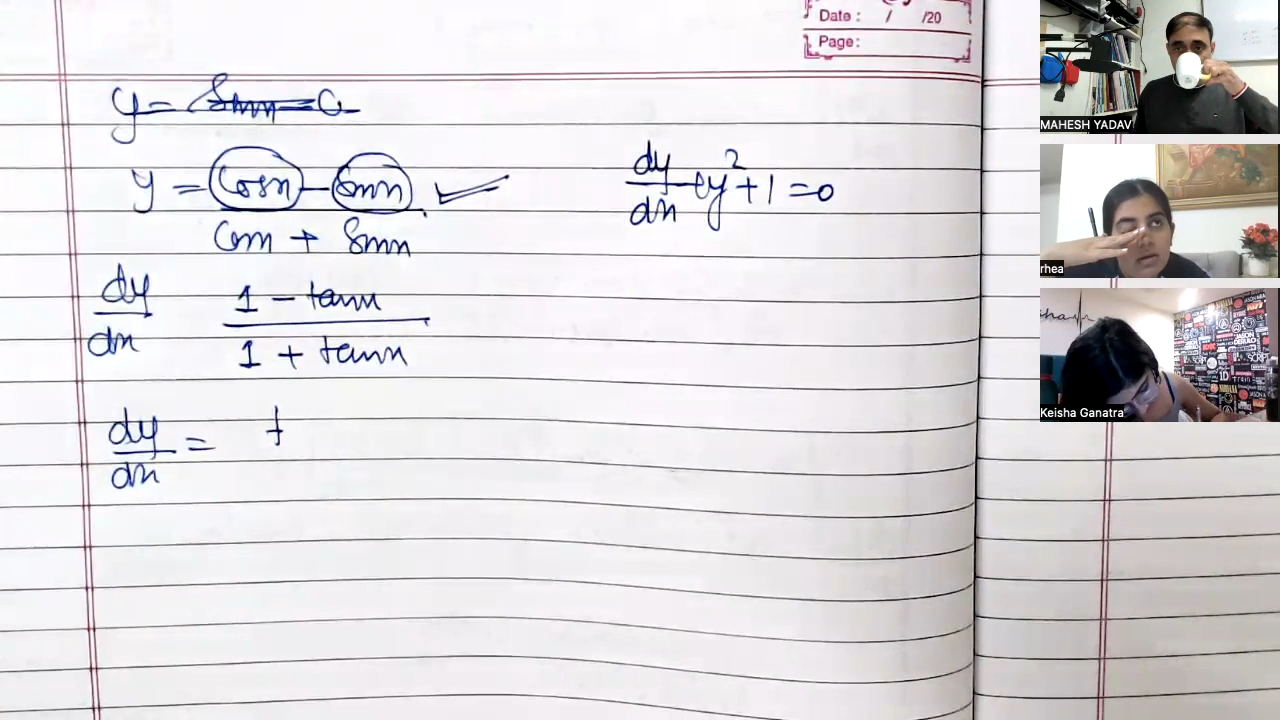 Date : / /20
Page:
y =
y = Cosx - Sinx
Cosx + Sinx
dy/dx + y² + 1 = 0
dy
dx
1 - tanx
1 + tanx
dy
dx
= t
MAHESH YADAV
rhea
Keisha Ganatra